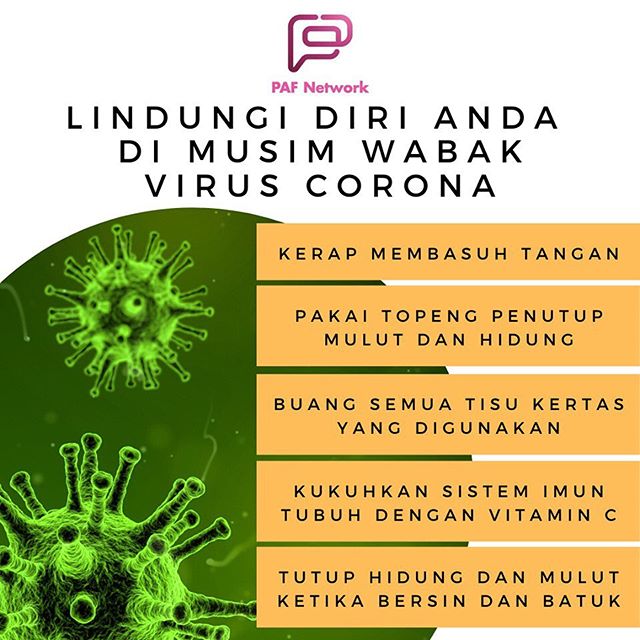 PAF Network
LINDUNGI DIRI ANDA
DI MUSIM WABAK
VIRUS CORONA
KERAP MEMBASUH TANGAN
PAKAI TOPENG PENUTUP
MULUT DAN HIDUNG
BUANG SEMUA TISU KERTAS
YANG DIGUNAKAN
KUKUHKAN SISTEM IMUN
TUBUH DENGAN VITAMIN C
TUTUP HIDUNG DAN MULUT
KETIKA BERSIN DAN BATUK